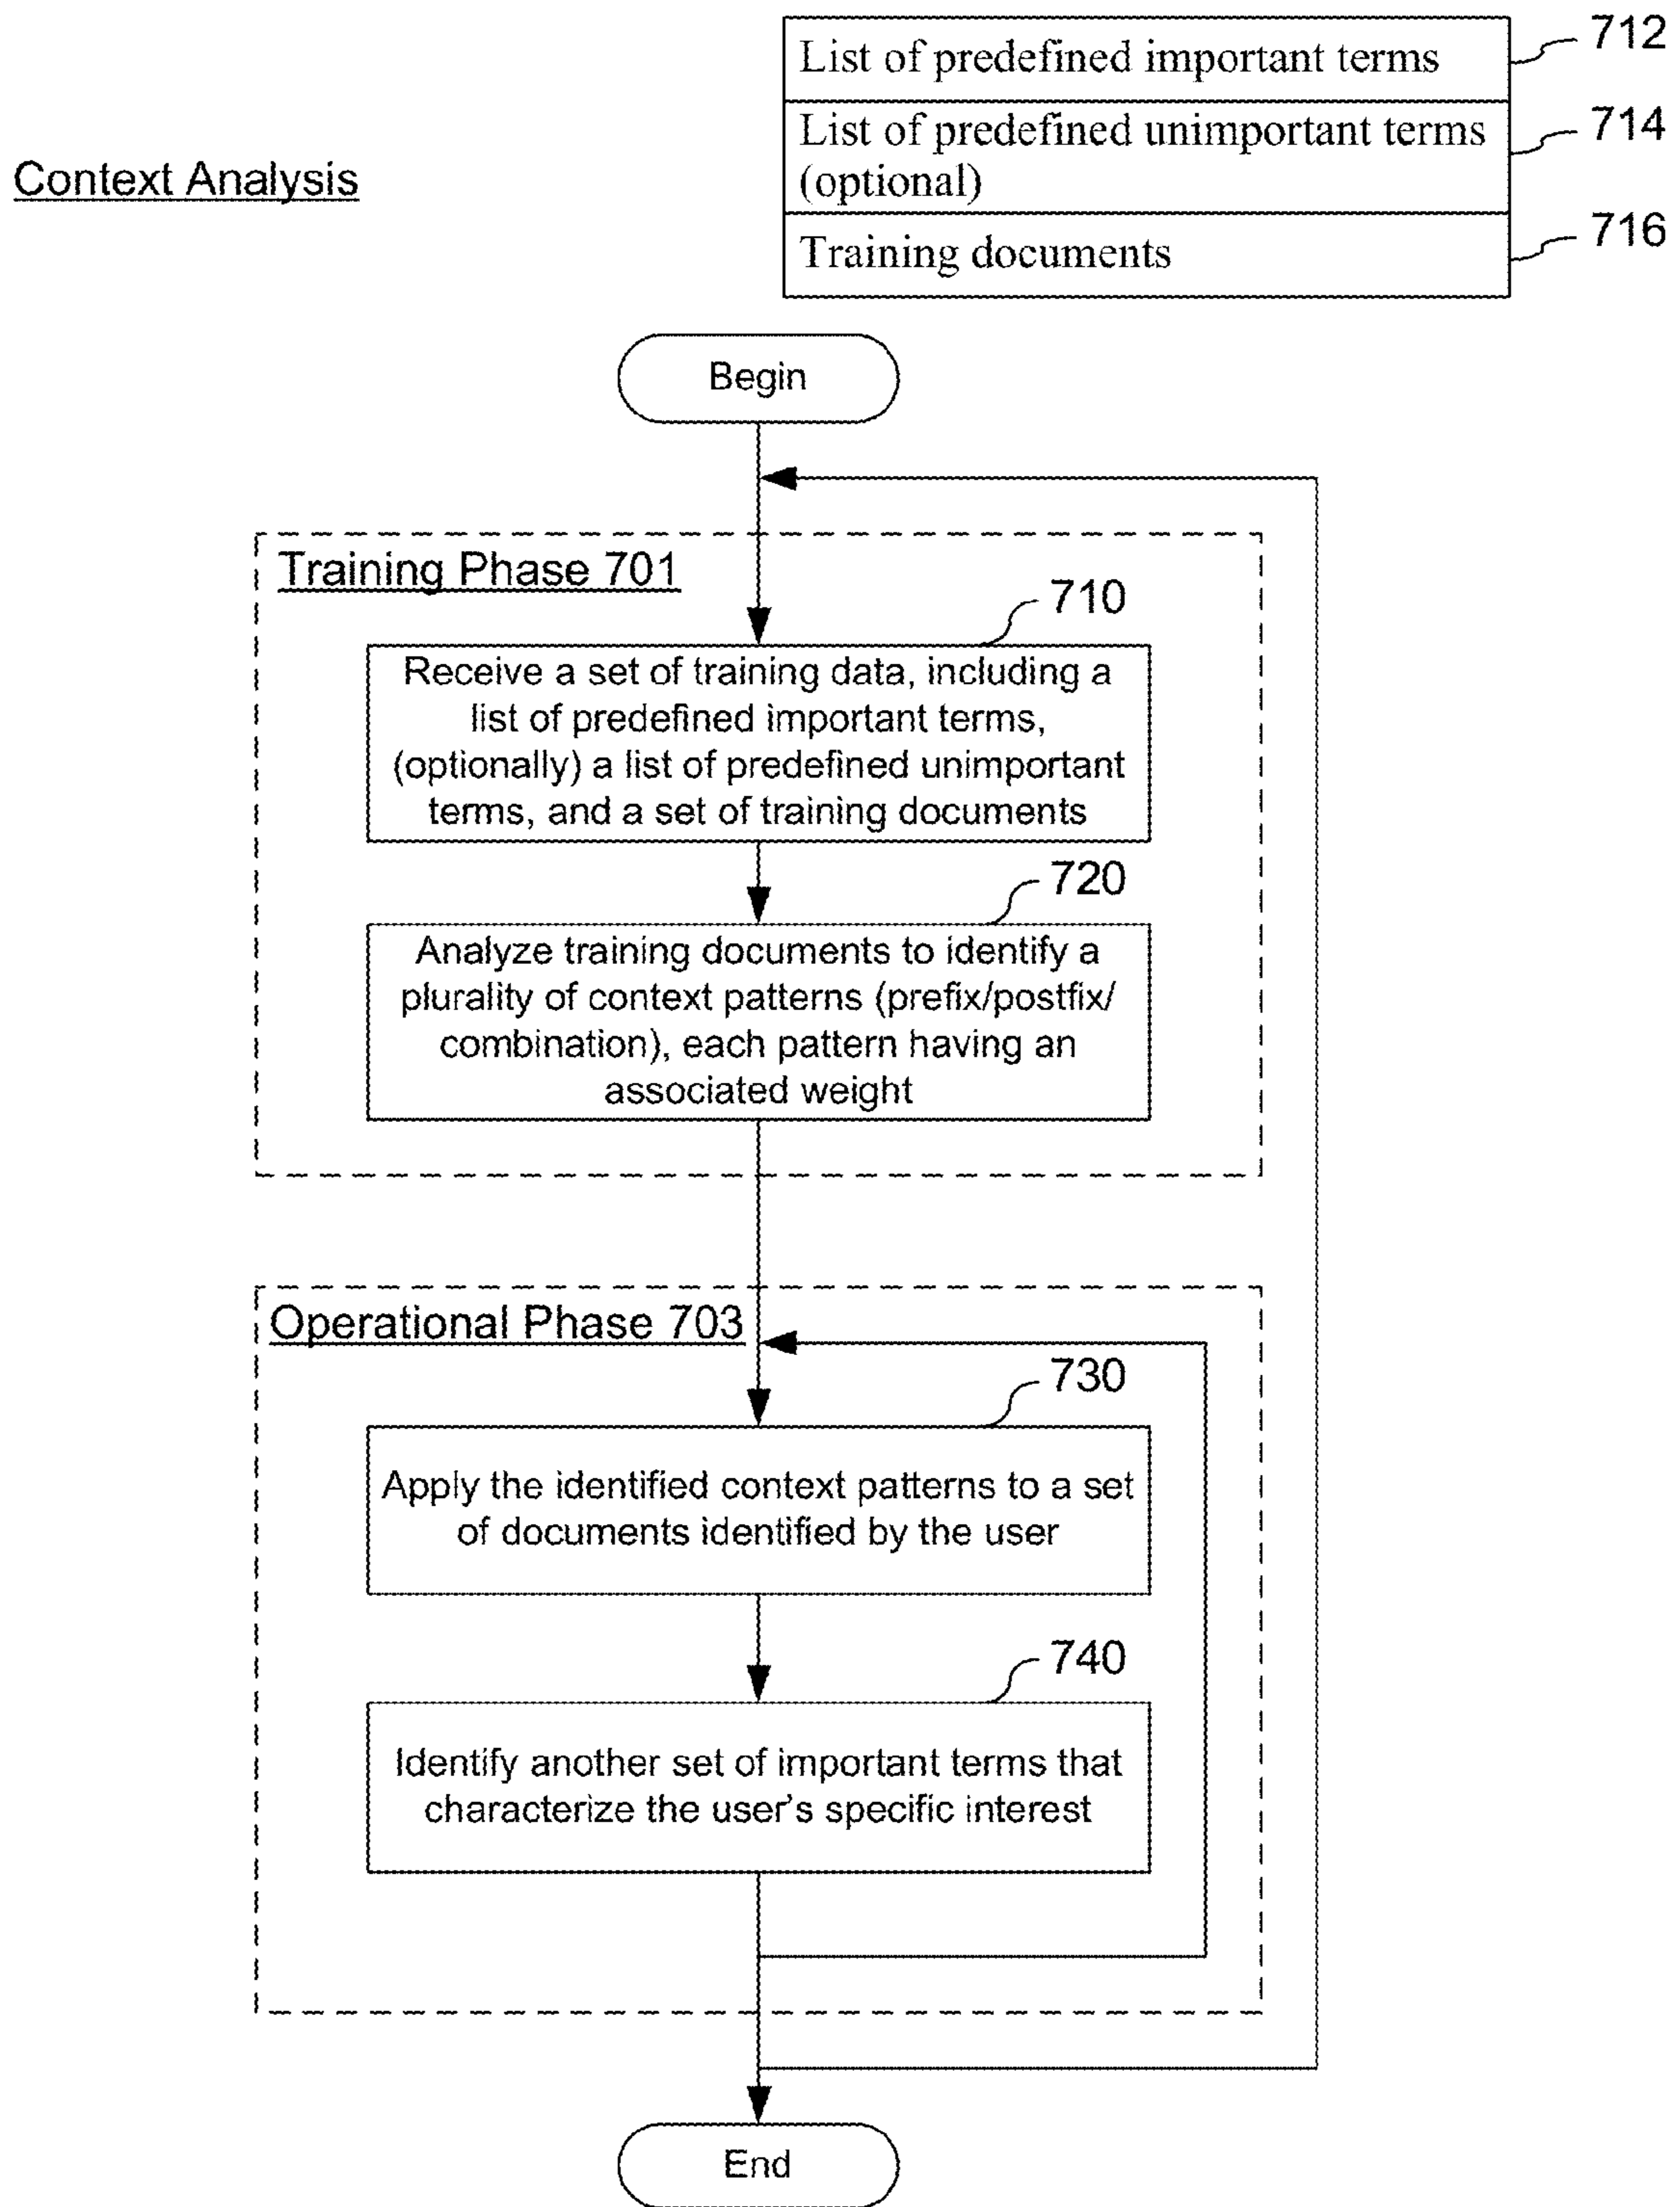 712
List of predefined important terms
714
List of predefined unimportant terms
(optional)
Context Analysis
716
Training documents
Begin
Training Phase 701
710
Receive a set of training data, including a
list of predefined important terms,
(optionally) a list of predefined unimportant
terms, and a set of training documents
720
Analyze training documents to identify a
plurality of context patterns (prefix/postfix/
combination), each pattern having an
associated weight
Operational Phase 703
730
Apply the identified context patterns to a set
of documents identified by the user
740
Identify another set of important terms that
characterize the user's specific interest
End